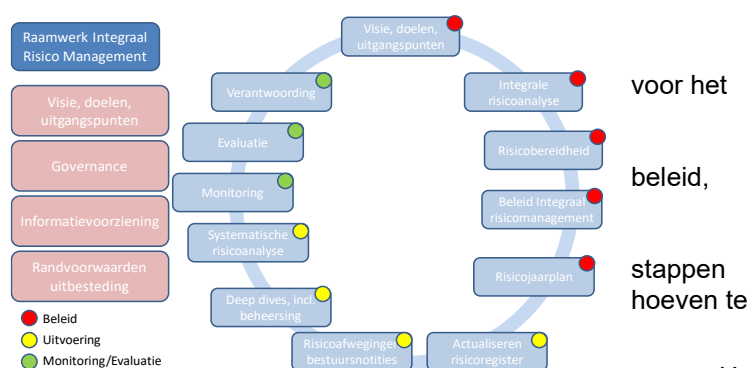 Raamwerk Integraal
Risico Management
Visie, doelen,
uitgangspunten
Governance
Informatievoorziening
Randvoorwaarden
uitbesteding
Beleid
Uitvoering
Monitoring/Evaluatie
Visie, doelen,
uitgangspunten
Integrale
risicoanalyse
Risicobereidheid
Beleid Integraal
risicomanagement
Risicojaarplan
Actualiseren
risicoregister
Risicoafwegingen
bestuursnotities
Deep dives, incl.
beheersing
Systematische
risicoanalyse
Monitoring
Evaluatie
Verantwoording
voor het
beleid,
stappen
hoeven te